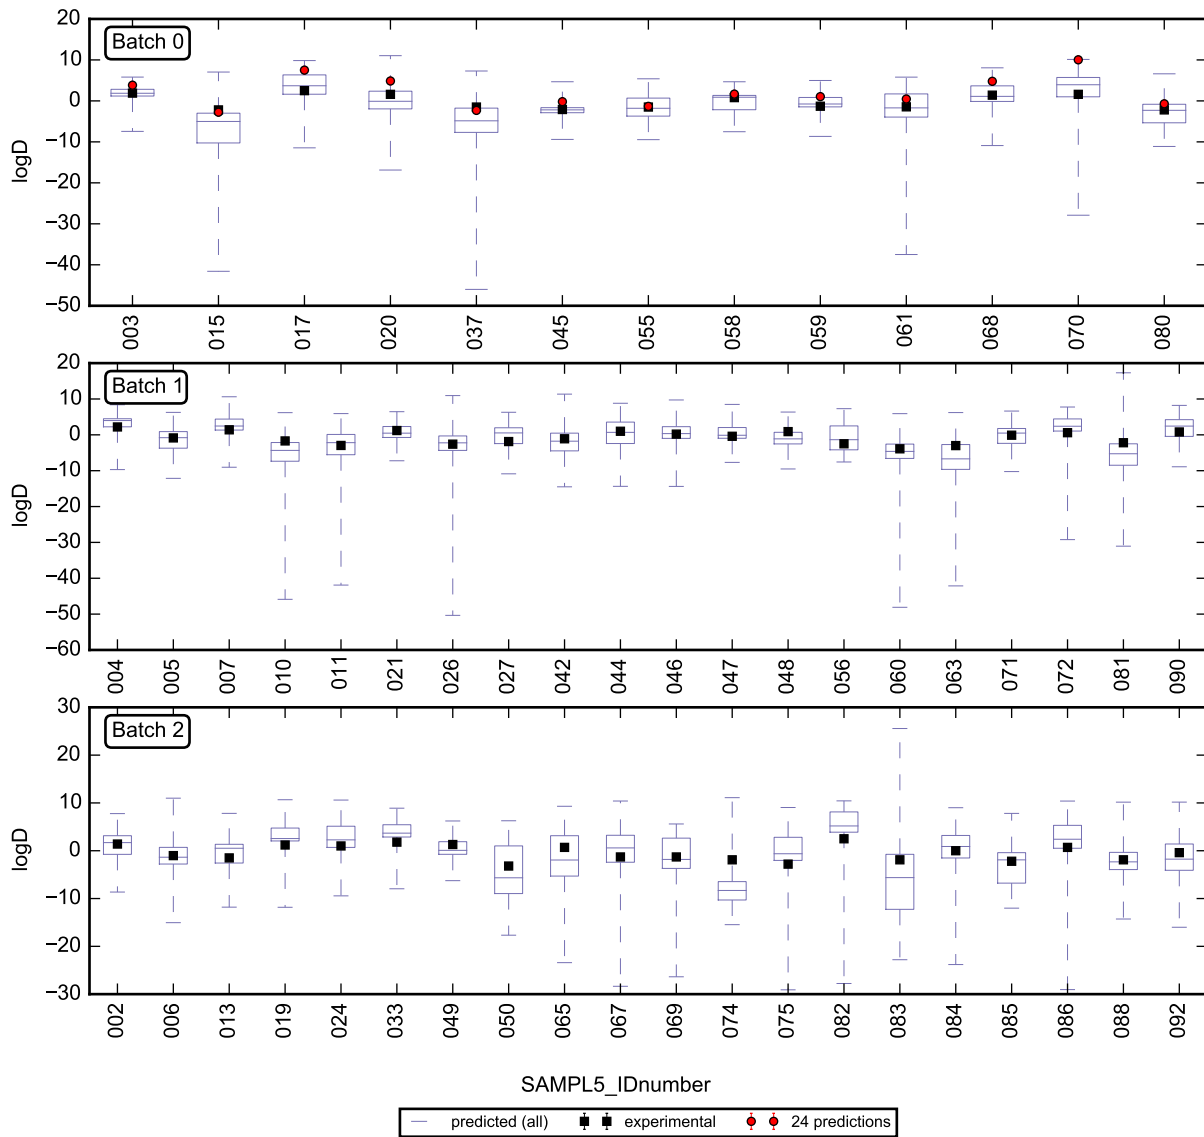 20
Batch 0
10
0
−10
−20
−30
−40
−50
logD
003 015 017 020 037 045 055 058 059 061 068 070 080
20
Batch 1
10
0
−10
−20
−30
−40
−50
−60
logD
004 005 007 010 011 021 026 027 042 044 046 047 048 056 060 063 071 072 081 090
30
Batch 2
20
10
0
−10
−20
−30
logD
002 006 013 019 024 033 049 050 065 067 069 074 075 082 083 084 085 086 088 092
SAMPL5_IDnumber
predicted (all) experimental 24 predictions